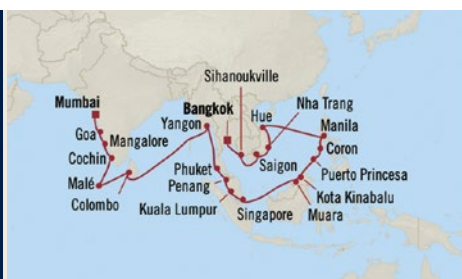 Sihanoukville
Mumbai
Bangkok
Nha Trang
Yangon
Hue
Manila
Goa
Mangalore
Coron
Cochin
Saigon
Puerto Princesa
Phuket
Malé
Penang
Kota Kinabalu
Colombo
Kuala Lumpur
Singapore
Muara